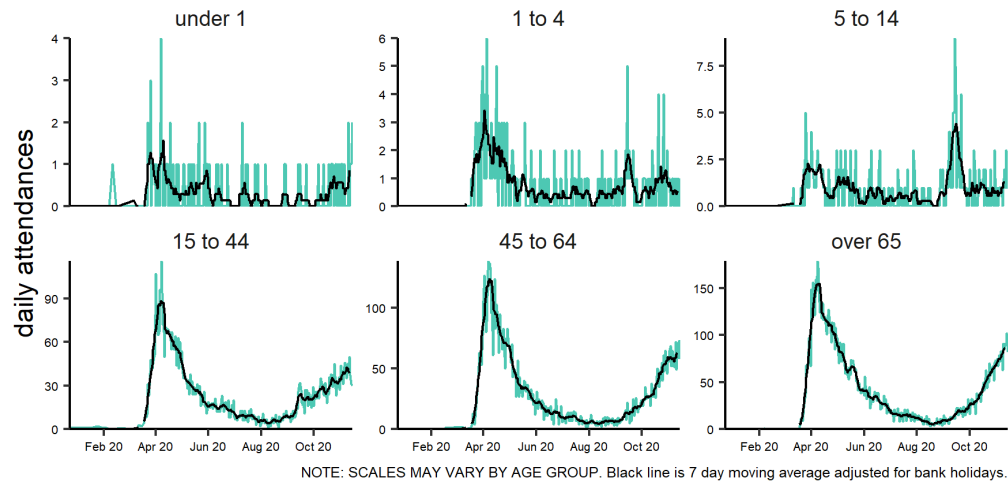 under 1
1 to 4
5 to 14
4
3
2
1
0
6
5
4
3
2
1
0
7.5
5.0
2.5
0.0
daily attendances
15 to 44
45 to 64
over 65
90
60
30
0
100
50
0
150
100
50
0
Feb 20 Apr 20 Jun 20 Aug 20 Oct 20
Feb 20 Apr 20 Jun 20 Aug 20 Oct 20
Feb 20 Apr 20 Jun 20 Aug 20 Oct 20
NOTE: SCALES MAY VARY BY AGE GROUP. Black line is 7 day moving average adjusted for bank holidays.